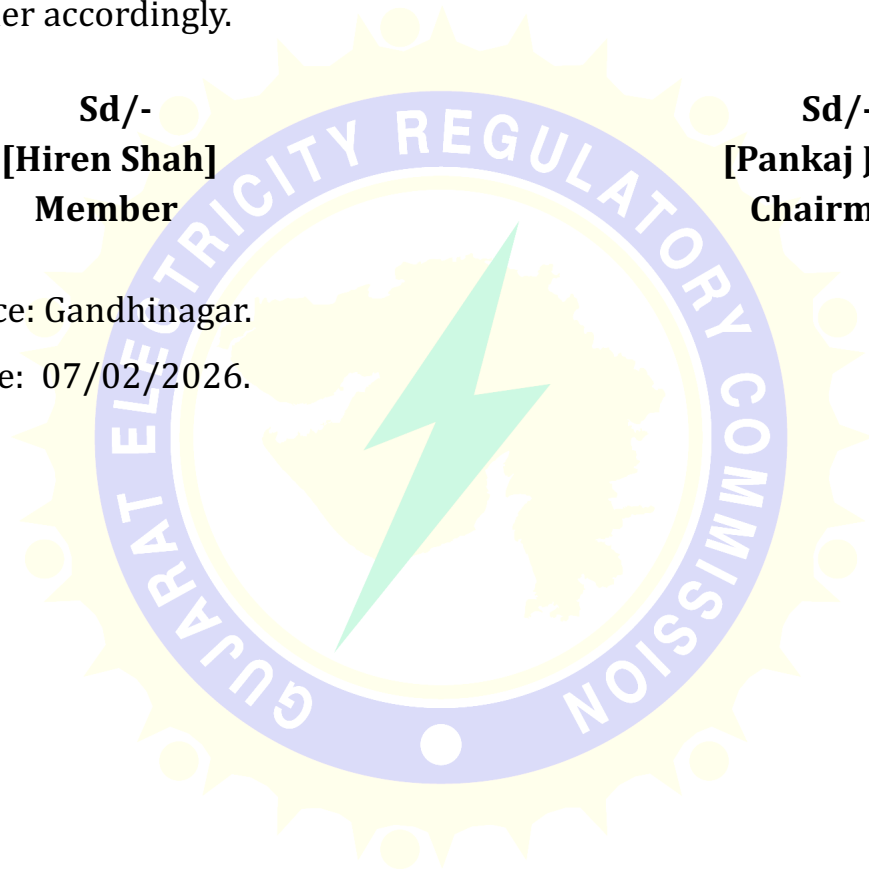 er accordingly.
Sd/- Sd/-
[Hiren Shah] [Pankaj J
Member Chairm
ce: Gandhinagar.
e: 07/02/2026.
GUJARAT ELECTRICITY REGULATORY COMMISSION